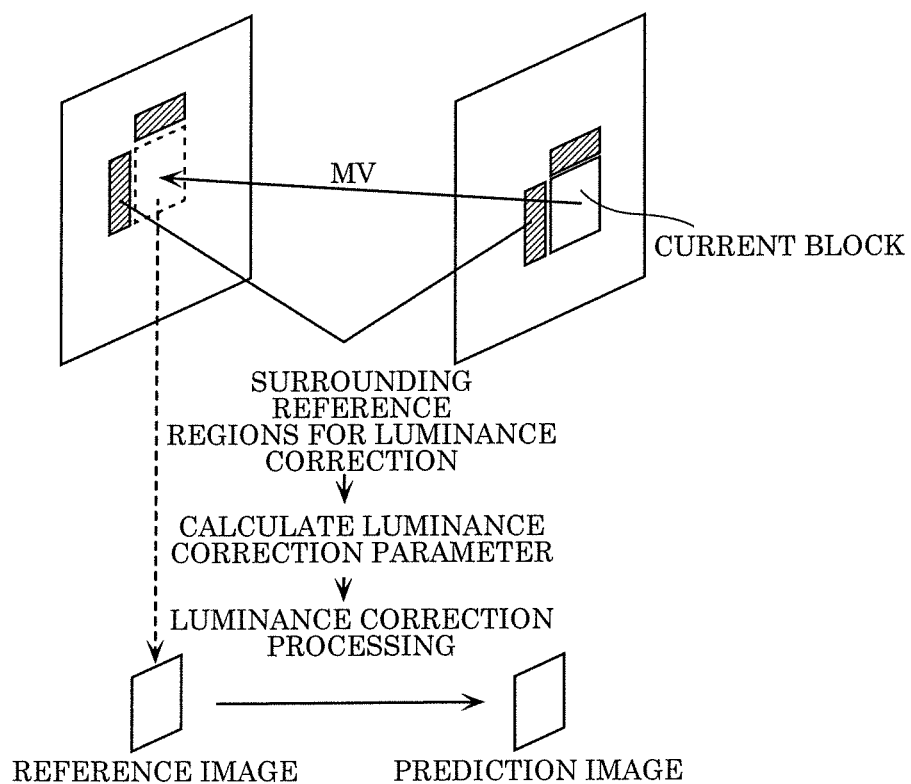 MV
CURRENT BLOCK
SURROUNDING
REFERENCE
REGIONS FOR LUMINANCE
CORRECTION
CALCULATE LUMINANCE
CORRECTION PARAMETER
LUMINANCE CORRECTION
PROCESSING
REFERENCE IMAGE
PREDICTION IMAGE